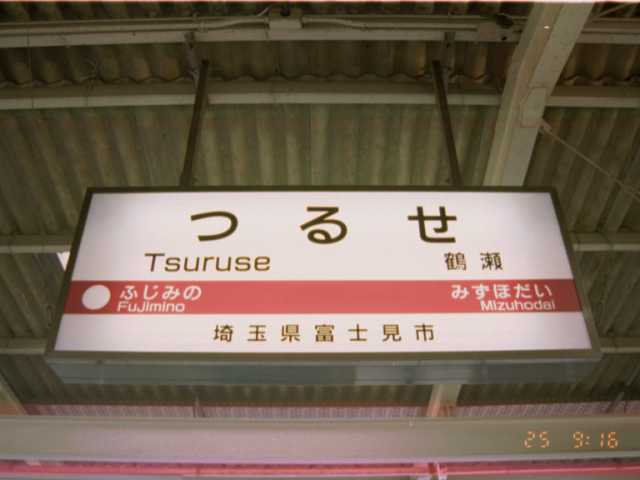 つるせ
Tsuruse 鶴瀬
ふじみの みずほだい
Fujimino Mizuhodai
埼玉県富士見市
25 9:16